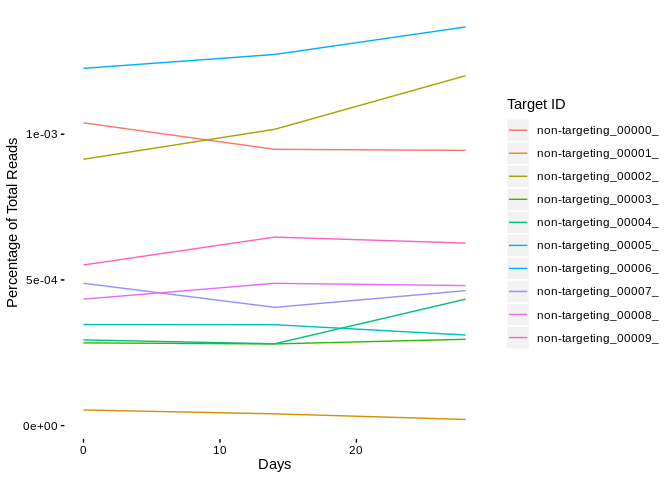 Percentage of Total Reads
1e-03
5e-04
0e+00
0
10
20
Days
Target ID
non-targeting_00000_
non-targeting_00001_
non-targeting_00002_
non-targeting_00003_
non-targeting_00004_
non-targeting_00005_
non-targeting_00006_
non-targeting_00007_
non-targeting_00008_
non-targeting_00009_